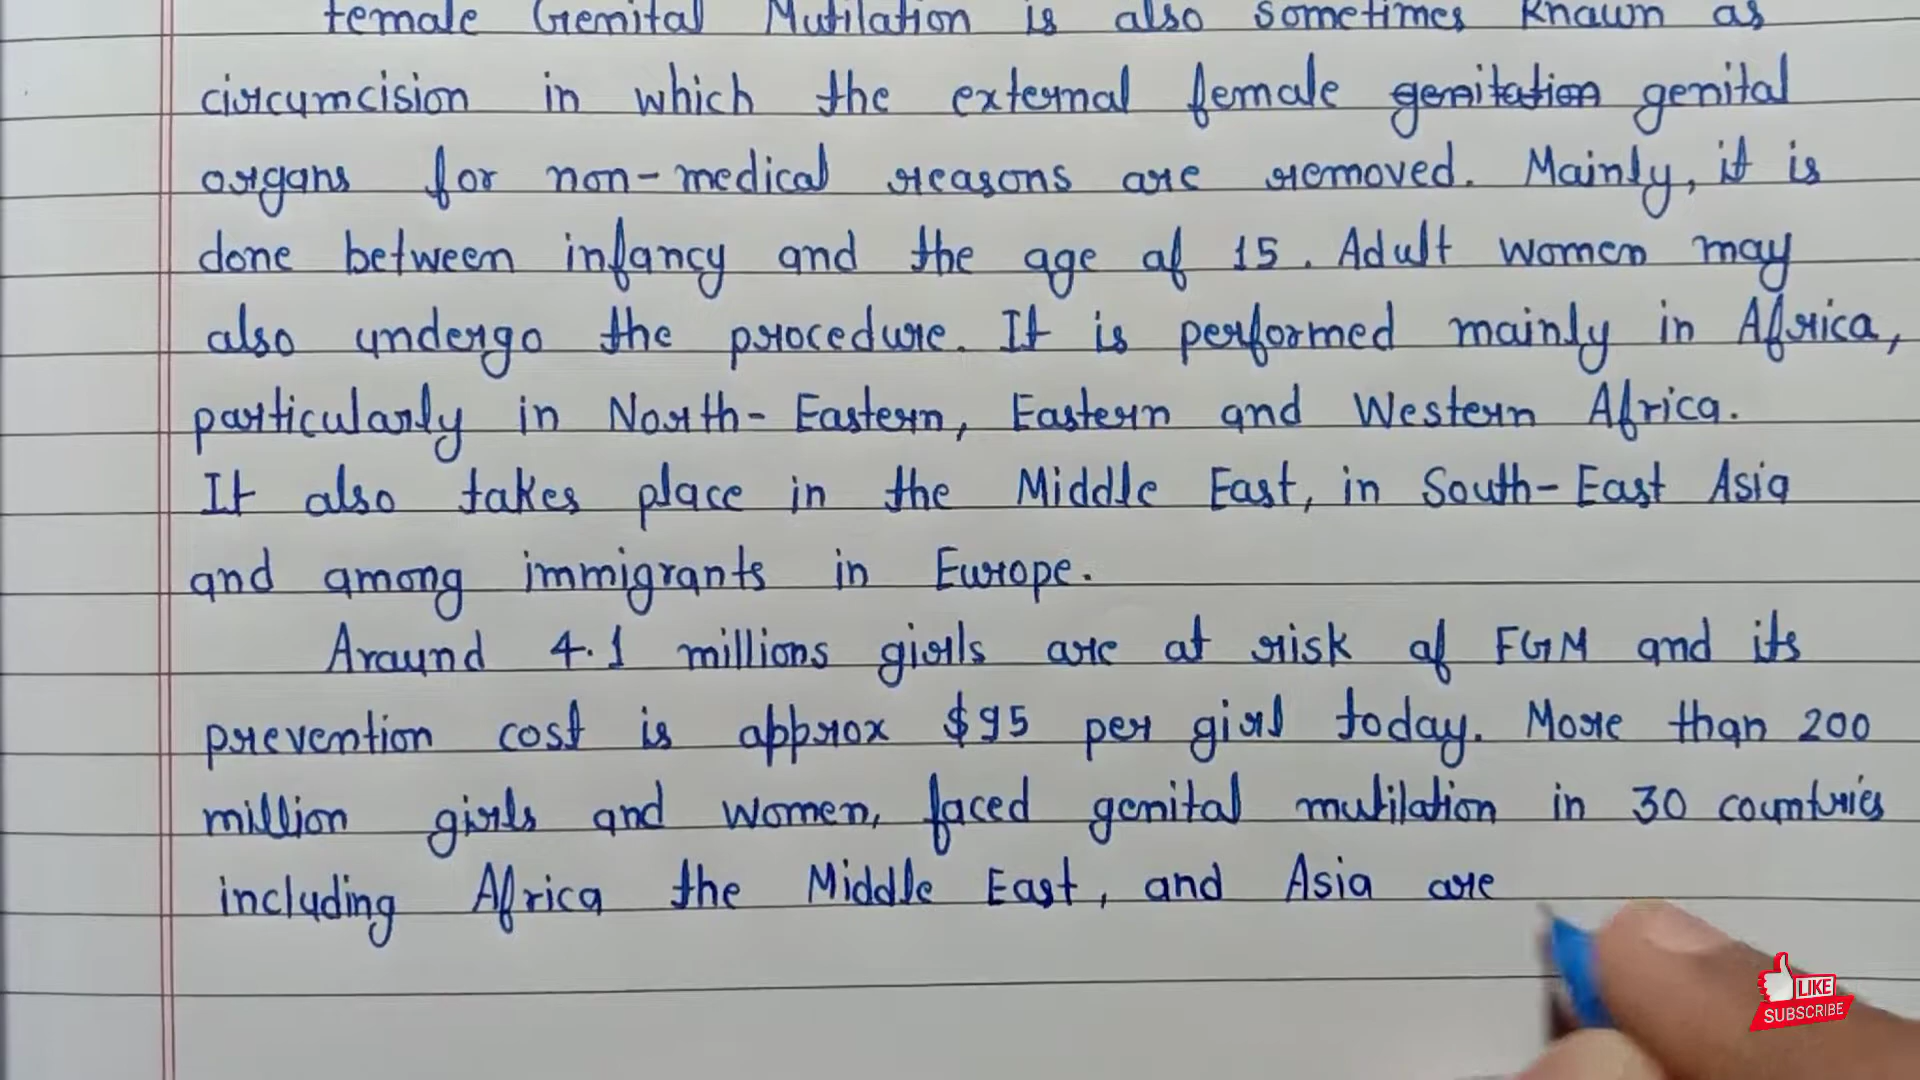 Female Genital Mutilation is also sometimes known as
circumcision in which the external female genitation genital
organs for non-medical reasons are removed. Mainly, it is
done between infancy and the age of 15. Adult women may
also undergo the procedure. It is performed mainly in Africa,
particularly in North-Eastern, Eastern and Western Africa.
It also takes place in the Middle East, in South-East Asia
and among immigrants in Europe.
Around 4.1 millions girls are at risk of FGM and its
prevention cost is approx $95 per girl today. More than 200
million girls and women, faced genital mutilation in 30 countries
including Africa the Middle East, and Asia are
LIKE
SUBSCRIBE